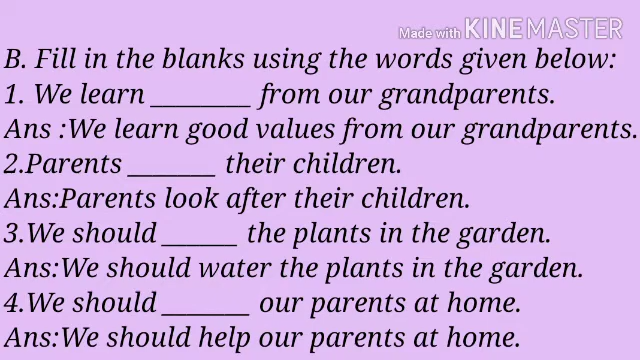 Made with KINEMASTER
B. Fill in the blanks using the words given below:
1. We learn ________ from our grandparents.
Ans :We learn good values from our grandparents.
2.Parents _______ their children.
Ans:Parents look after their children.
3.We should ______ the plants in the garden.
Ans:We should water the plants in the garden.
4.We should _______ our parents at home.
Ans:We should help our parents at home.